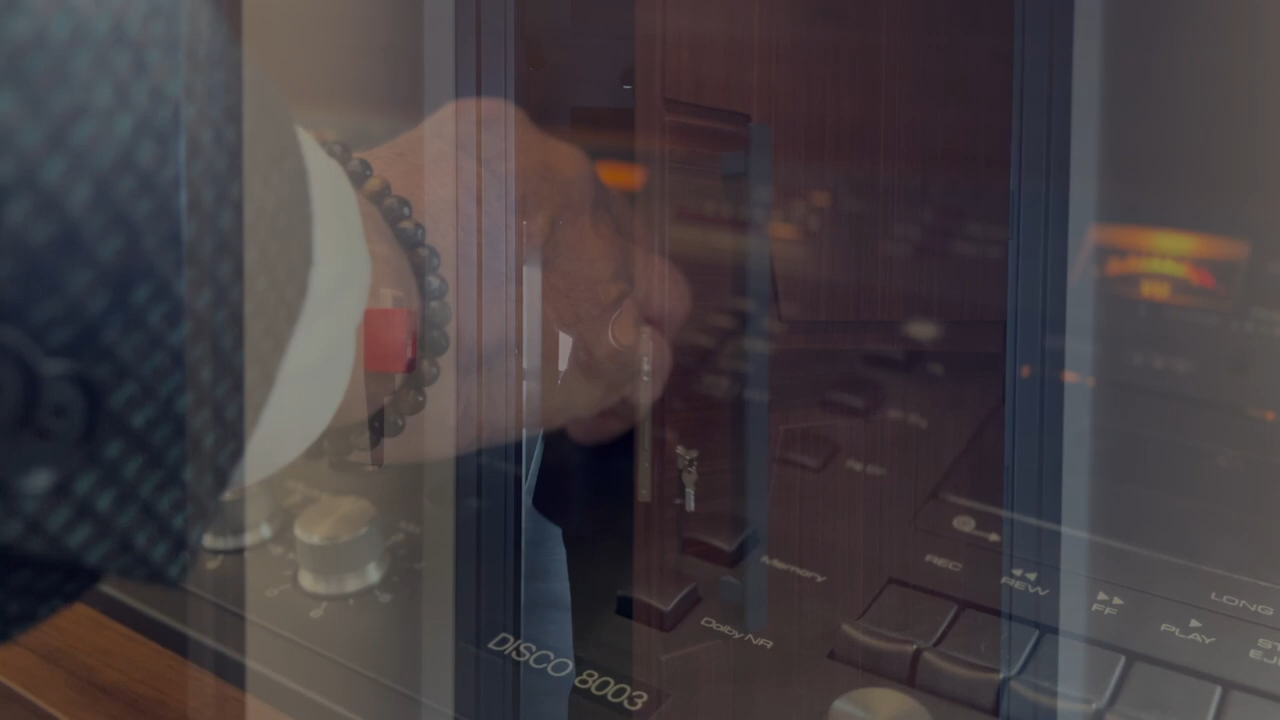 REC
REW
FF
PLAY
LONG
Memory
Dolby NR
DISCO 8003